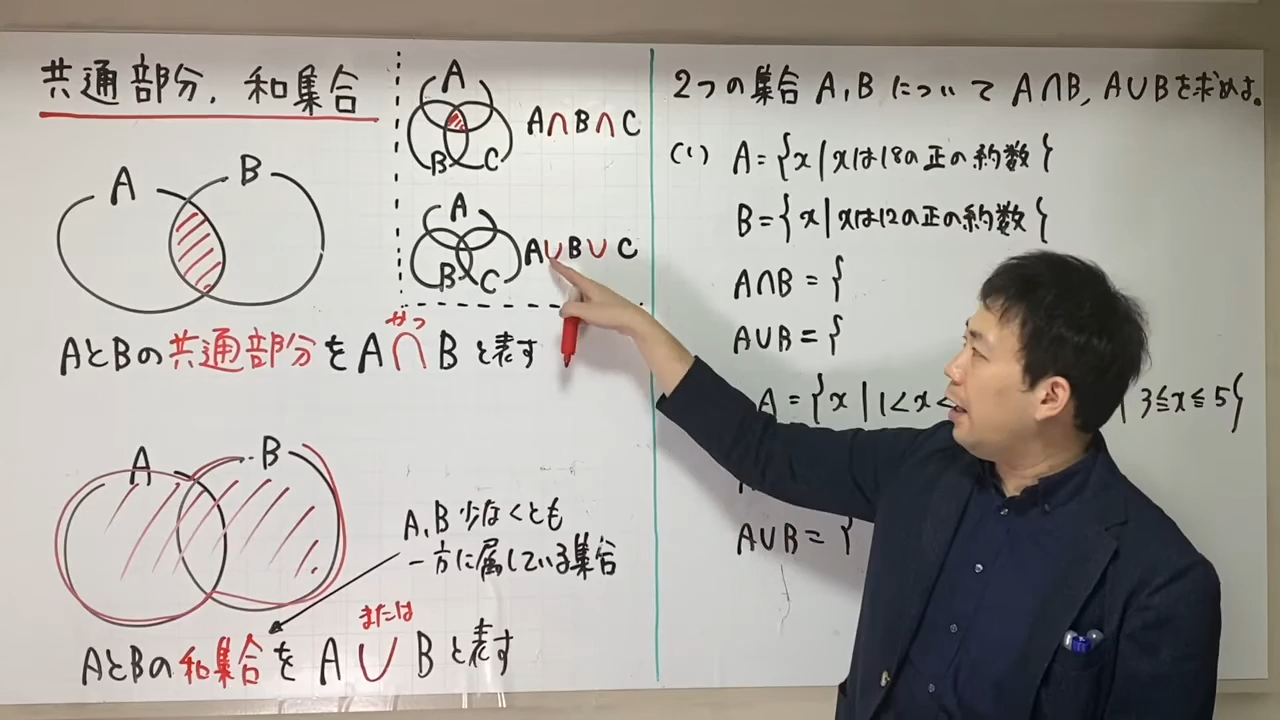 共通部分, 和集合
A
B
AとBの共通部分をA∩Bと表す
かつ
A
B
A, B 少なくとも
一方に属している集合
または
AとBの和集合を A∪B と表す
A
B C
A∩B∩C
A
B C
A∪B∪C
2つの集合 A, B について A∩B, A∪Bを求めよ。
(1) A={x|xは18の正の約数}
B={x|xは12の正の約数}
A∩B={
A∪B={
A={x|1<x< | 3≦x≦5}
A∪B={